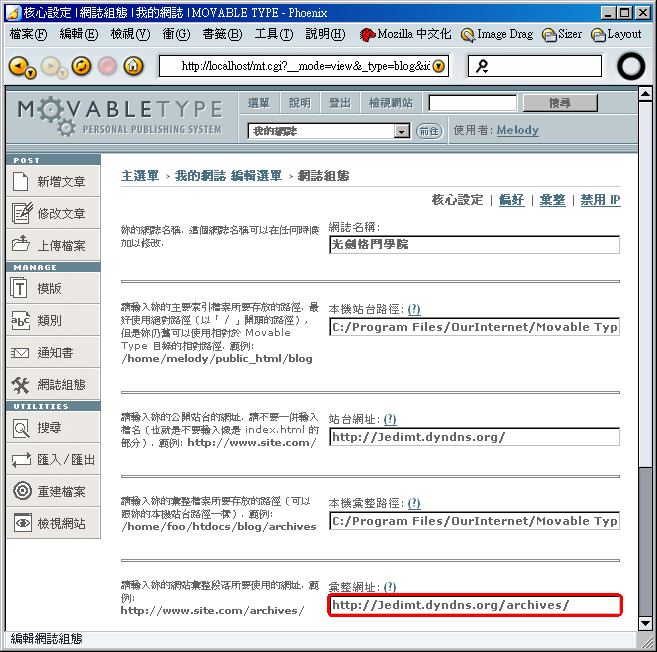 核心設定 | 網誌組態 | 我的網誌 | MOVABLE TYPE - Phoenix
檔案(F) 編輯(E) 檢視(V) 衝(G) 書籤(B) 工具(T) 說明(H) Mozilla 中文化 Image Drag Sizer Layout
http://localhost/mt.cgi?__mode=view&_type=blog&id
MOVABLETYPE
PERSONAL PUBLISHING SYSTEM
選單 說明 登出 檢視網站 搜尋
我的網誌 前往 使用者: Melody
POST
新增文章
修改文章
上傳檔案
MANAGE
模版
類別
通知書
網誌組態
UTILITIES
搜尋
匯入/匯出
重建檔案
檢視網站
主選單 > 我的網誌 編輯選單 > 網誌組態
核心設定 | 偏好 | 彙整 | 禁用 IP
妳的網誌名稱. 這個網誌名稱可以在任何時候
加以修改.
網誌名稱:
光劍格鬥學院
請輸入妳的主要索引檔案所要存放的路徑. 最
好使用絕對路徑 (以「/」開頭的路徑),
但是妳仍舊可以使用相對於 Movable
Type 目錄的相對路徑. 範例:
/home/melody/public_html/blog
本機站台路徑: (?)
C:/Program Files/OurInternet/Movable Typ
請輸入妳的公開站台的網址. 請不要一併輸入
檔名 (也就是不要輸入像是 index.html 的
部分). 範例: http://www.site.com/
站台網址: (?)
http://Jedimt.dyndns.org/
請輸入妳的彙整檔案所要存放的路徑 (可以
跟妳的本機站台路徑一樣). 範例:
/home/foo/htdocs/blog/archives
本機彙整路徑: (?)
C:/Program Files/OurInternet/Movable Typ
請輸入妳的網站彙整段落所要使用的網址. 範
例:
http://www.site.com/archives/
彙整網址: (?)
http://Jedimt.dyndns.org/archives/
編輯網誌組態